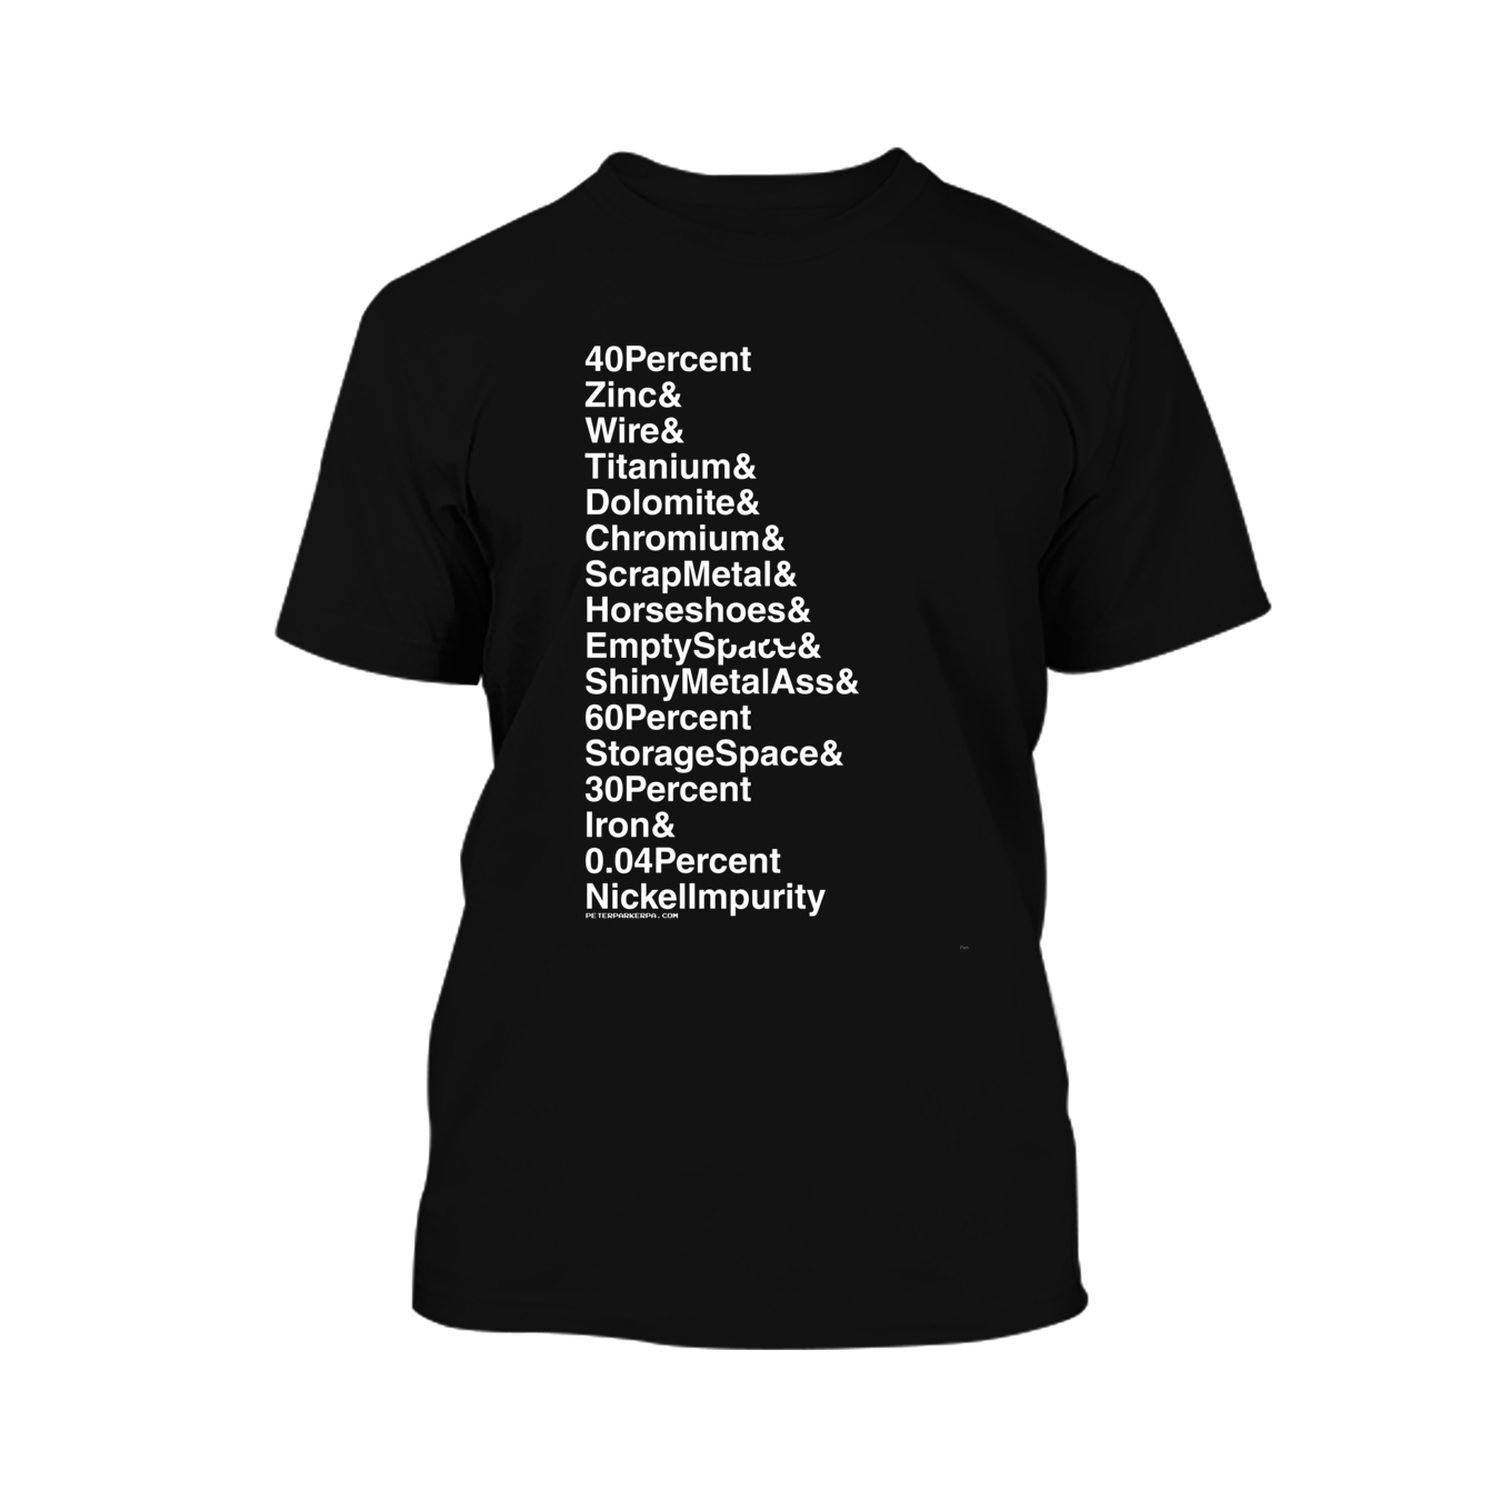 40Percent
Zinc&
Wire&
Titanium&
Dolomite&
Chromium&
ScrapMetal&
Horseshoes&
EmptySpace&
ShinyMetalAss&
60Percent
StorageSpace&
30Percent
Iron&
0.04Percent
NickelImpurity
PETERPARKERPA.COM